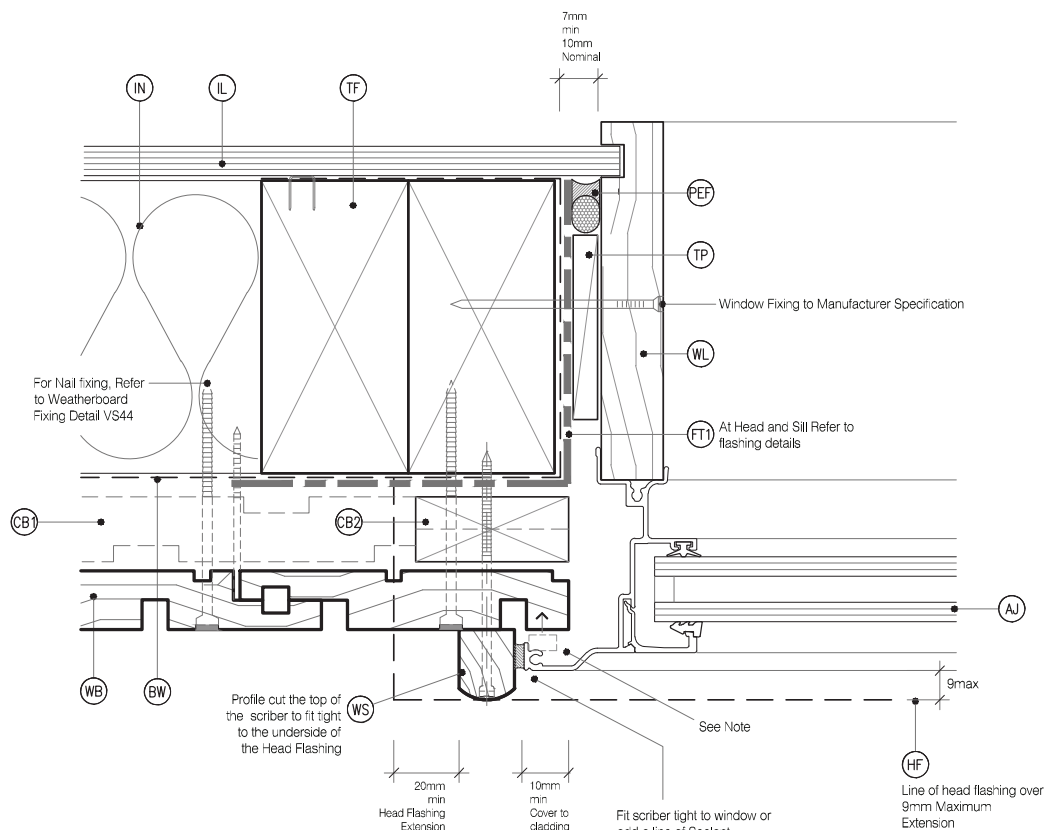 7mm
min
10mm
Nominal
IN
IL
TF
PEF
TP
Window Fixing to Manufacturer Specification
WL
For Nail fixing, Refer
to Weatherboard
Fixing Detail VS44
FT1
At Head and Sill Refer to
flashing details
CB1
CB2
AJ
WB
BW
9max
Profile cut the top of
the scriber to fit tight
to the underside of
the Head Flashing
WS
See Note
HF
Line of head flashing over
9mm Maximum
Extension
20mm
min
Head Flashing
Extension
10mm
min
Cover to
cladding
Fit scriber tight to window or
add a line of Sealant